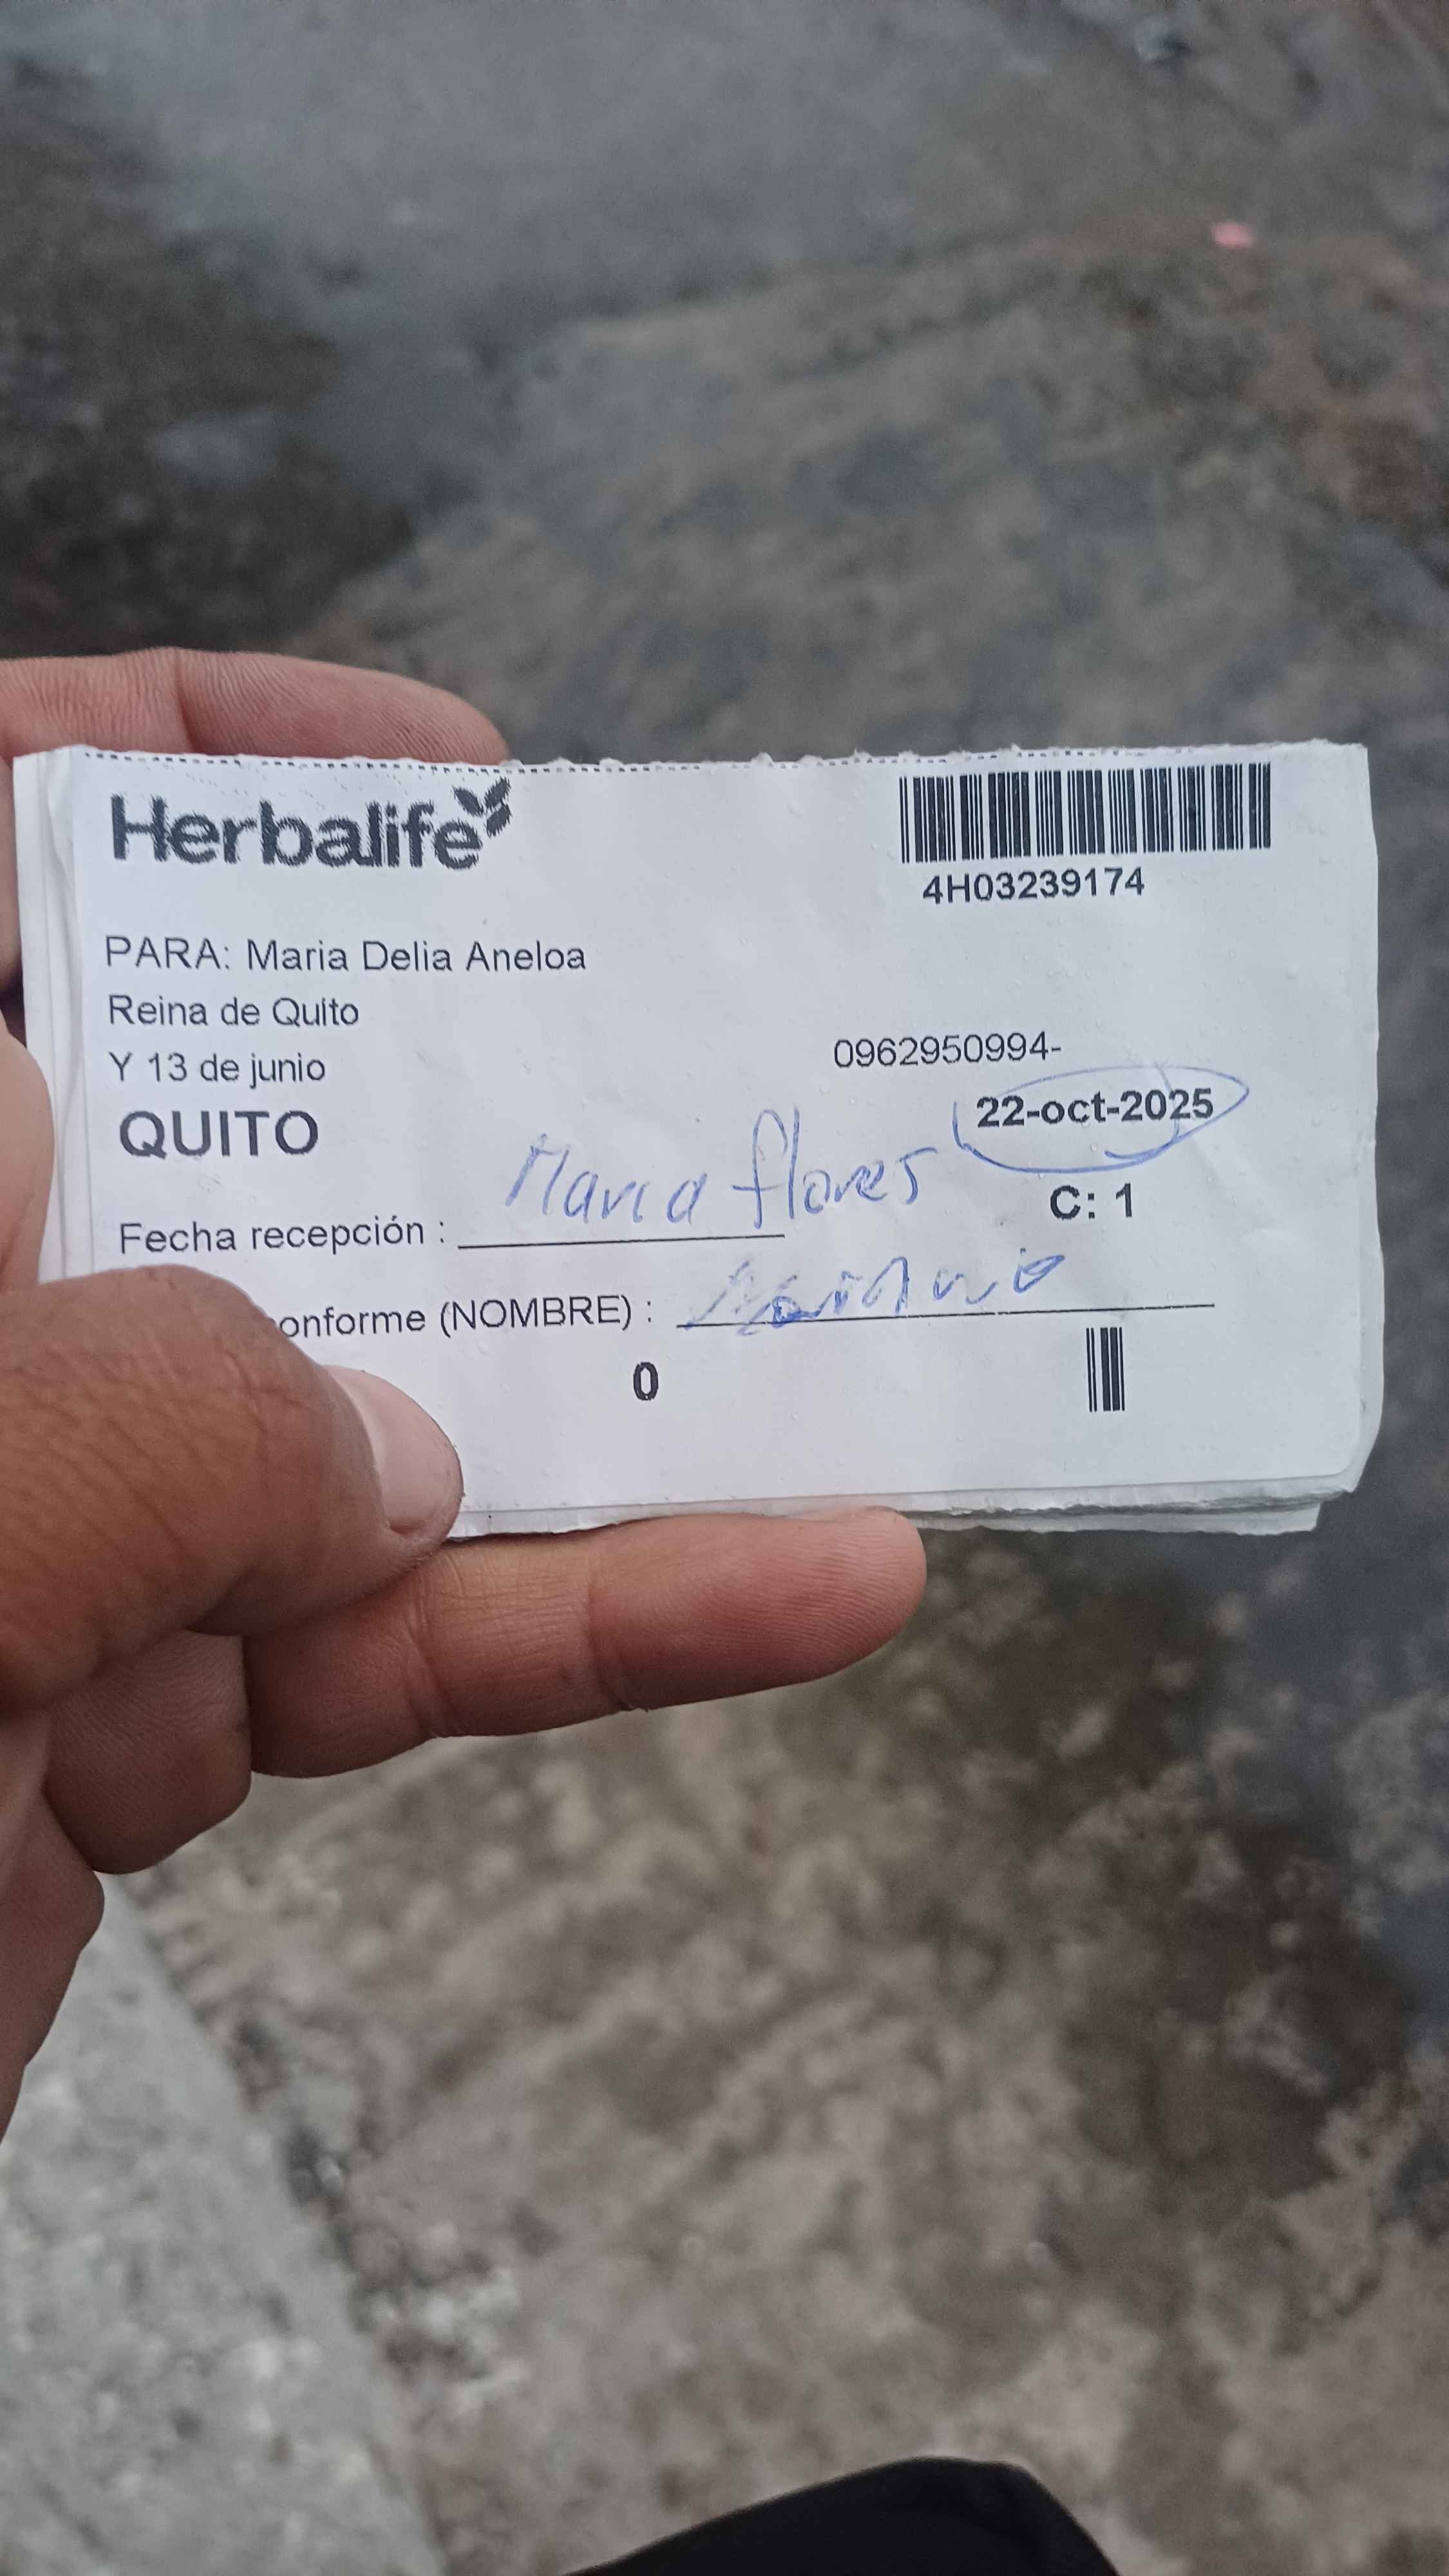 Herbalife
4H03239174
PARA: Maria Delia Aneloa
Reina de Quito
Y 13 de junio
0962950994-
QUITO
22-oct-2025
Maria flores
C: 1
Fecha recepción :
onforme (NOMBRE) :
0